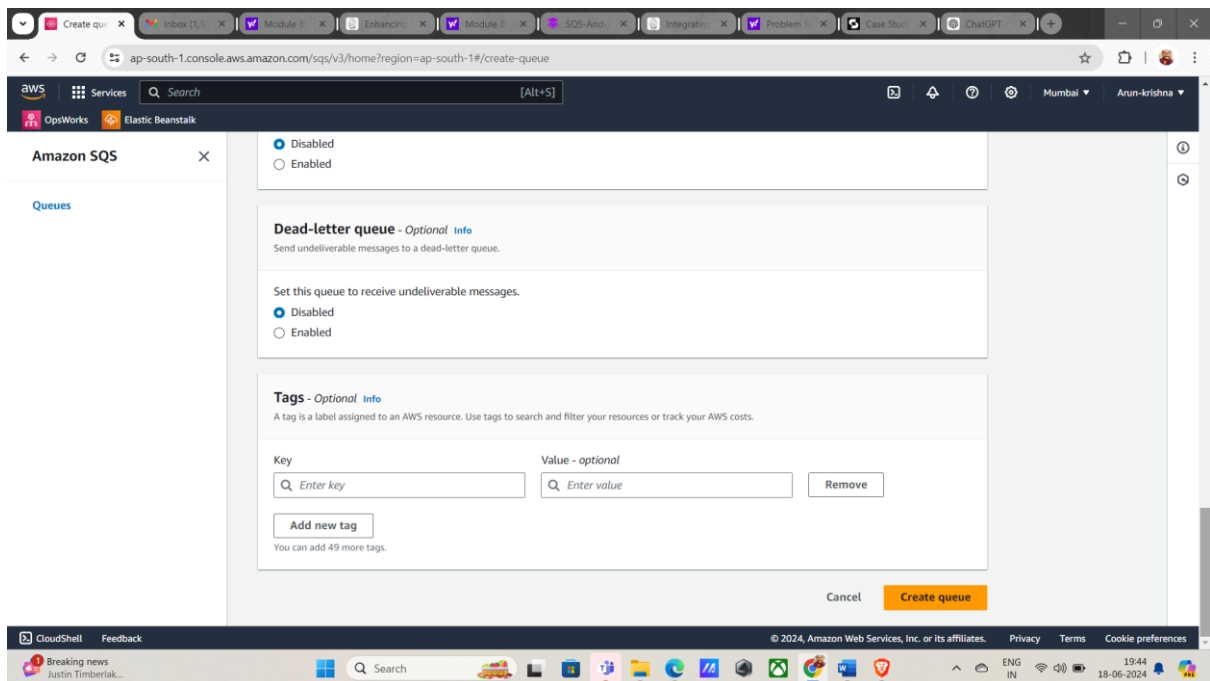 Create que
Inbox (1,1
Module 8
Enhancing
Module 8
SQS-And-
Integrating
Problem S
Case Stud
ChatGPT
ap-south-1.console.aws.amazon.com/sqs/v3/home?region=ap-south-1#/create-queue
aws
Services
Search
[Alt+S]
Mumbai
Arun-krishna
OpsWorks
Elastic Beanstalk
Amazon SQS
Queues
Disabled
Enabled
Dead-letter queue - Optional Info
Send undeliverable messages to a dead-letter queue.
Set this queue to receive undeliverable messages.
Disabled
Enabled
Tags - Optional Info
A tag is a label assigned to an AWS resource. Use tags to search and filter your resources or track your AWS costs.
Key
Value - optional
Enter key
Enter value
Remove
Add new tag
You can add 49 more tags.
Cancel
Create queue
CloudShell
Feedback
© 2024, Amazon Web Services, Inc. or its affiliates.
Privacy
Terms
Cookie preferences
1
Breaking news
Justin Timberlak...
Search
ENG
IN
19:44
18-06-2024
PRE